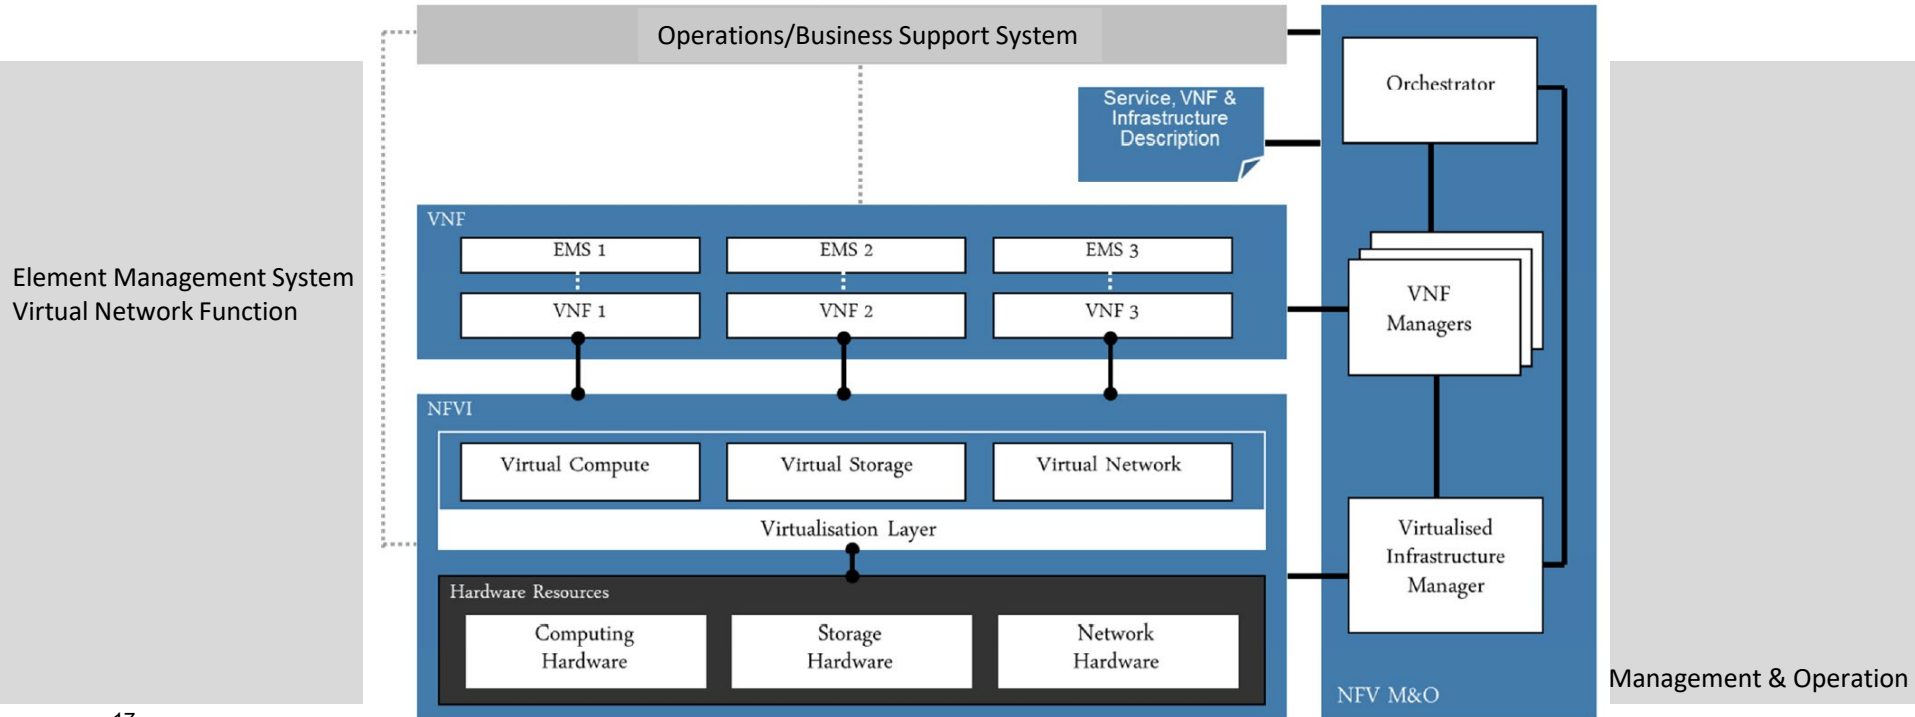 Operations/Business Support System
Orchestrator
Service, VNF &
Infrastructure
Description
VNF
EMS 1
EMS 2
EMS 3
Element Management System
Virtual Network Function
VNF 1
VNF 2
VNF 3
VNF
Managers
NFVI
Virtual Compute
Virtual Storage
Virtual Network
Virtualisation Layer
Virtualised
Infrastructure
Manager
Hardware Resources
Computing
Hardware
Storage
Hardware
Network
Hardware
Management & Operation
NFV M&O
17